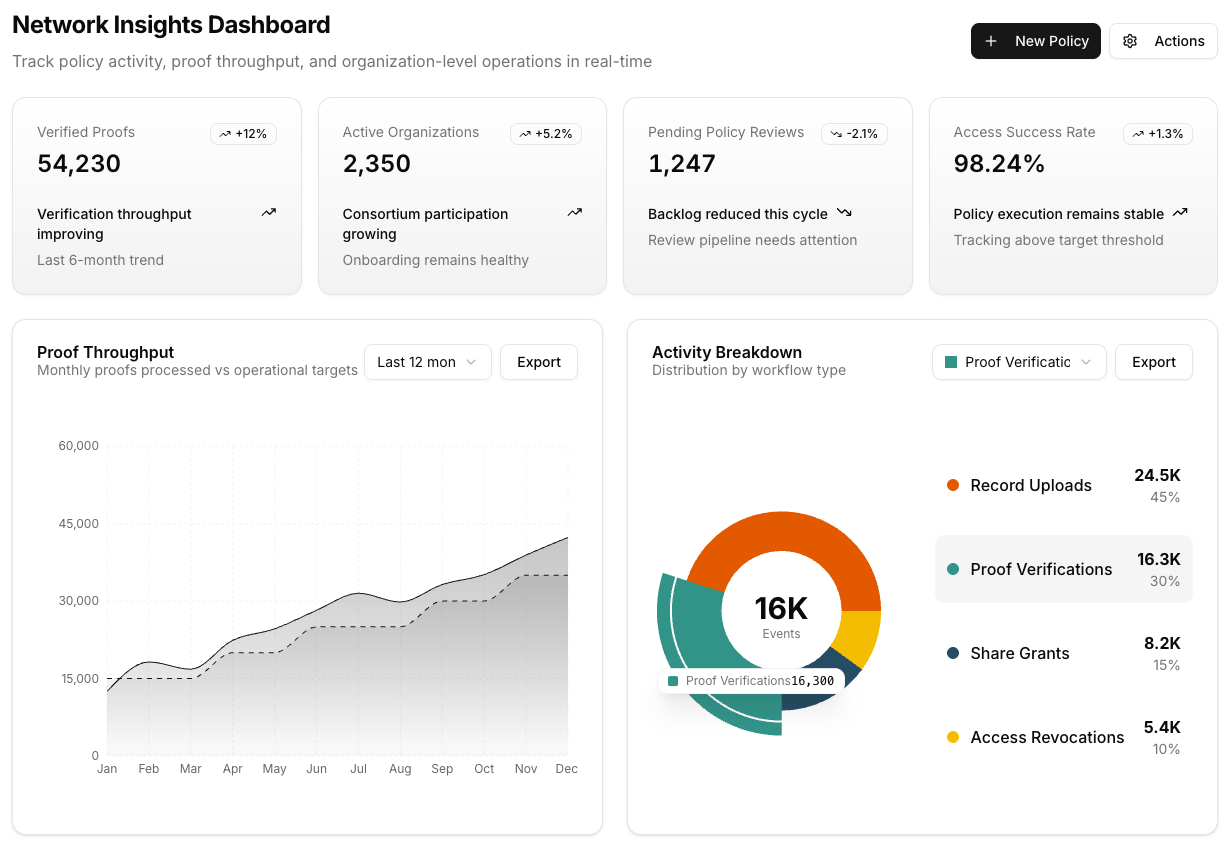 Network Insights Dashboard
Track policy activity, proof throughput, and organization-level operations in real-time
New Policy
Actions
Verified Proofs
+12%
54,230
Verification throughput
improving
Last 6-month trend
Active Organizations
+5.2%
2,350
Consortium participation
growing
Onboarding remains healthy
Pending Policy Reviews
-2.1%
1,247
Backlog reduced this cycle
Review pipeline needs attention
Access Success Rate
+1.3%
98.24%
Policy execution remains stable
Tracking above target threshold
Proof Throughput
Monthly proofs processed vs operational targets
Last 12 mon
Export
60,000
45,000
30,000
15,000
0
Jan Feb Mar Apr May Jun Jul Aug Sep Oct Nov Dec
Activity Breakdown
Distribution by workflow type
Proof Verificatic
Export
16K
Events
Proof Verifications16,300
Record Uploads
24.5K
45%
Proof Verifications
16.3K
30%
Share Grants
8.2K
15%
Access Revocations
5.4K
10%